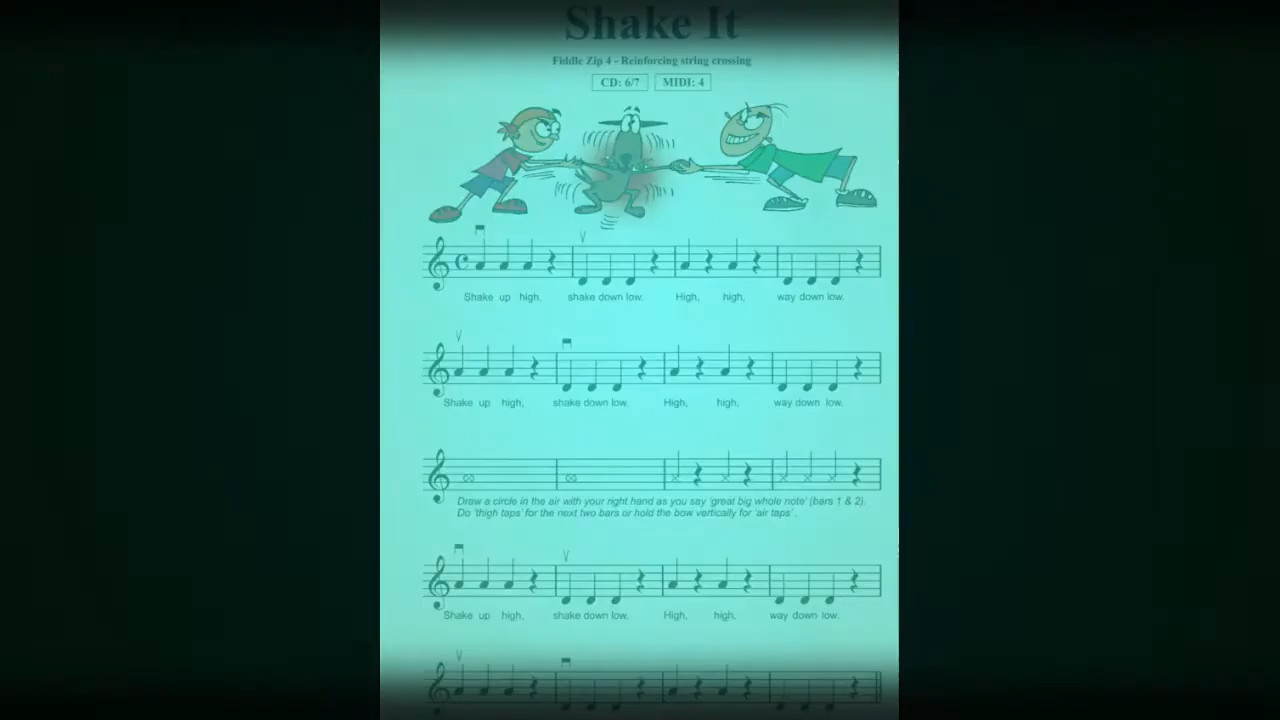 Shake It
Fiddle Zip 4 - Reinforcing string crossing
CD: 6/7 MIDI: 4
Shake up high, shake down low. High, high, way down low.
Shake up high, shake down low. High, high, way down low.
Draw a circle in the air with your right hand as you say 'great big whole note' (bars 1 & 2).
Do 'thigh taps' for the next two bars or hold the bow vertically for 'air taps'.
Shake up high, shake down low. High, high, way down low.